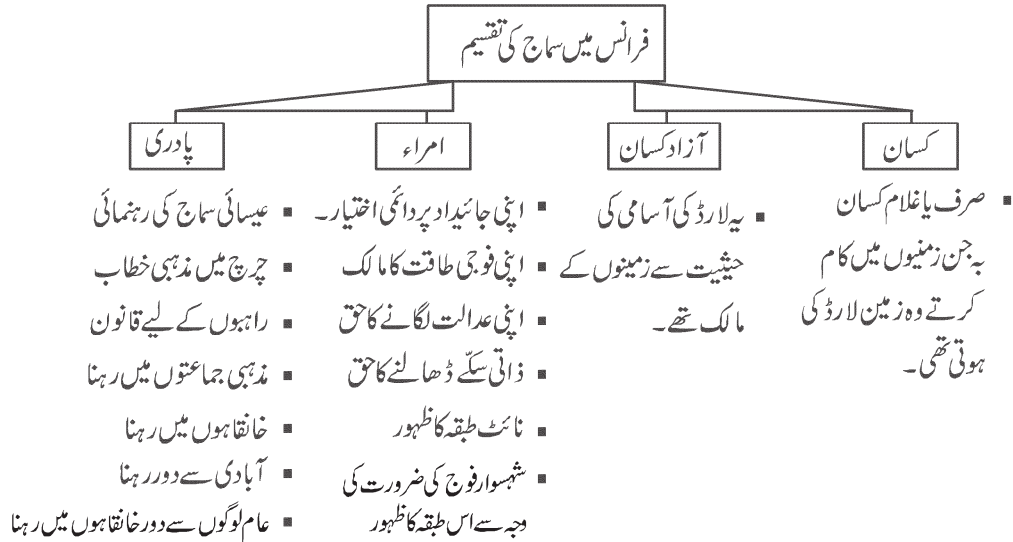 فرانس میں سماج کی تقسیم
کسان
صرف یا غلام کسان
یہ جن زمنیوں میں کام
کرتے وہ زمین لارڈ کی
ہوتی تھی۔
آزاد کسان
یہ لارڈ کی آسامی کی
حیثیت سے زمینوں کے
مالک تھے۔
امراء
اپنی جائیداد پر دائمی اختیار۔
اپنی فوجی طاقت کا مالک
اپنی عدالت لگانے کا حق
ذاتی سکّے ڈھالنے کا حق
نائٹ طبقہ کا ظہور
شہسوار فوج کی ضرورت کی
وجہ سے اس طبقہ کا ظہور
پادری
عیسائی سماج کی رہنمائی
چرچ میں مذہبی خطاب
راہبوں کے لیے قانون
مذہبی جماعتوں میں رہنا
خانقاہوں میں رہنا
آبادی سے دور رہنا
عام لوگوں سے دور خانقاہوں میں رہنا